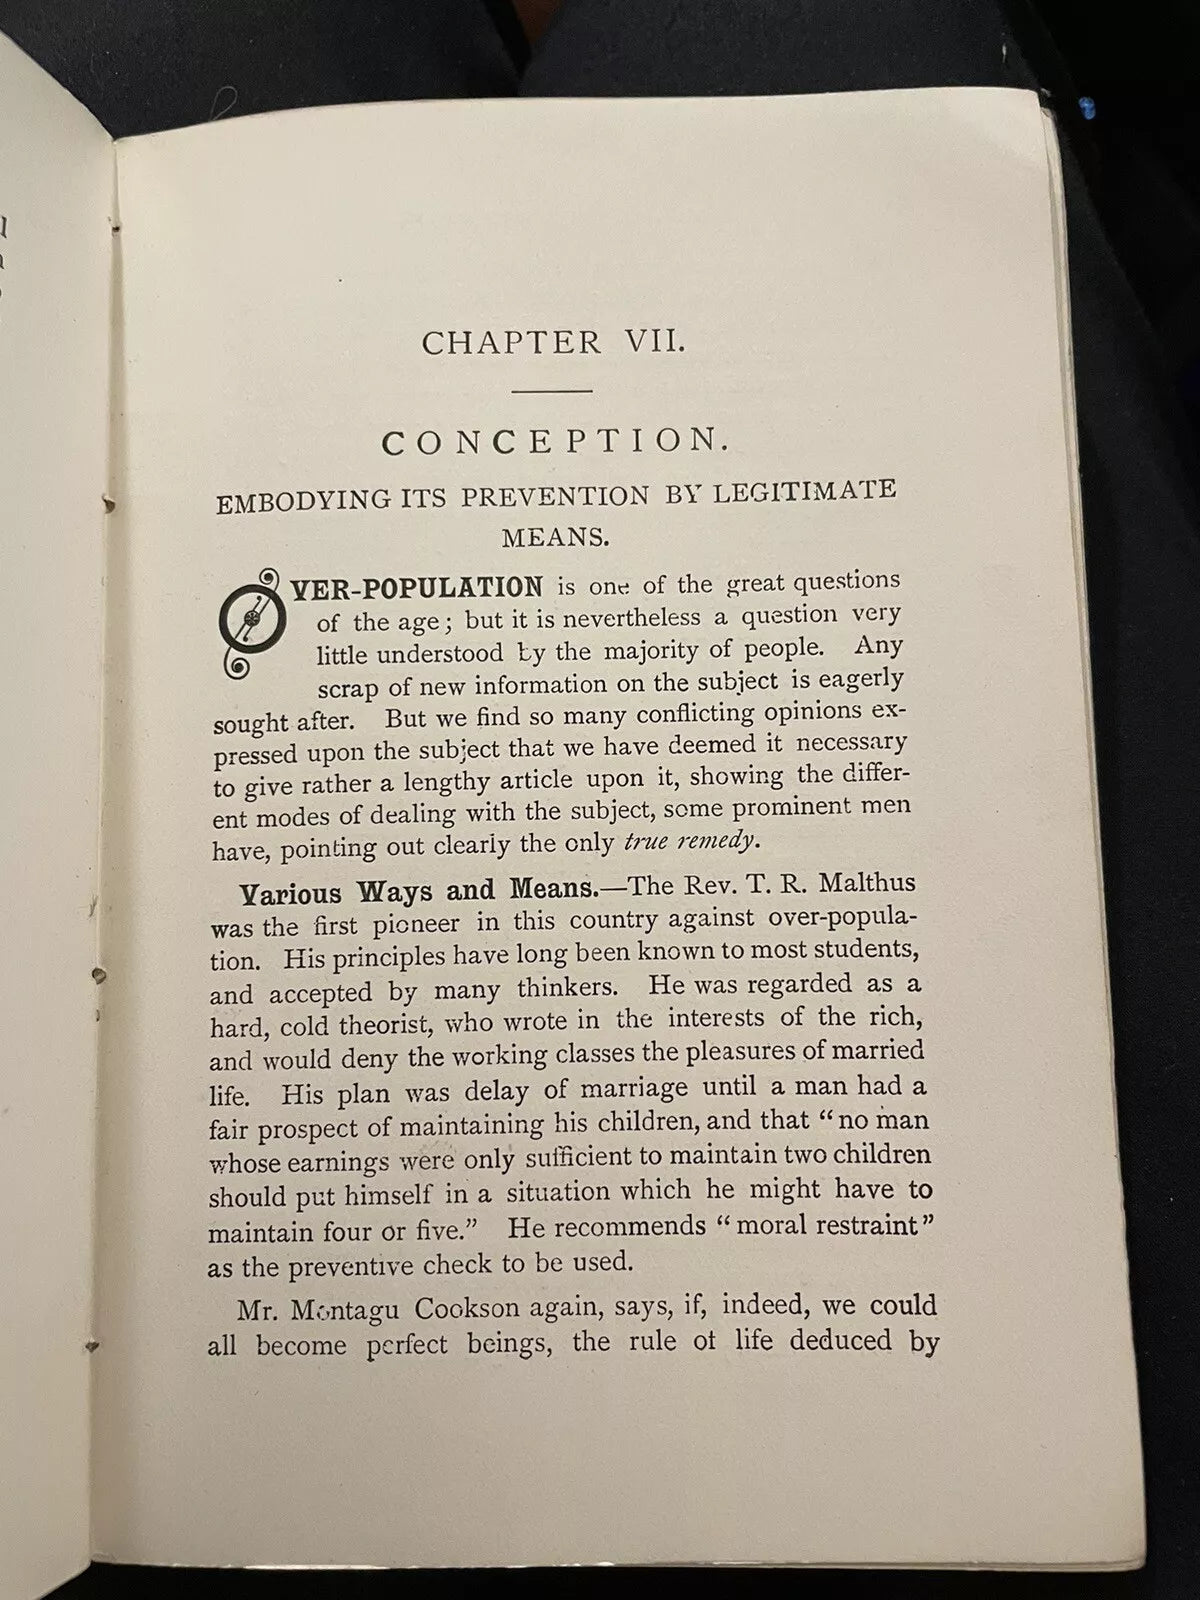 CHAPTER VII.
CONCEPTION.
EMBODYING ITS PREVENTION BY LEGITIMATE
MEANS.
OVER-POPULATION is one of the great questions
of the age; but it is nevertheless a question very
little understood by the majority of people. Any
scrap of new information on the subject is eagerly
sought after. But we find so many conflicting opinions ex-
pressed upon the subject that we have deemed it necessary
to give rather a lengthy article upon it, showing the differ-
ent modes of dealing with the subject, some prominent men
have, pointing out clearly the only true remedy.
Various Ways and Means.—The Rev. T. R. Malthus
was the first pioneer in this country against over-popula-
tion. His principles have long been known to most students,
and accepted by many thinkers. He was regarded as a
hard, cold theorist, who wrote in the interests of the rich,
and would deny the working classes the pleasures of married
life. His plan was delay of marriage until a man had a
fair prospect of maintaining his children, and that “no man
whose earnings were only sufficient to maintain two children
should put himself in a situation which he might have to
maintain four or five.” He recommends “moral restraint”
as the preventive check to be used.
Mr. Montagu Cookson again, says, if, indeed, we could
all become perfect beings, the rule of life deduced by